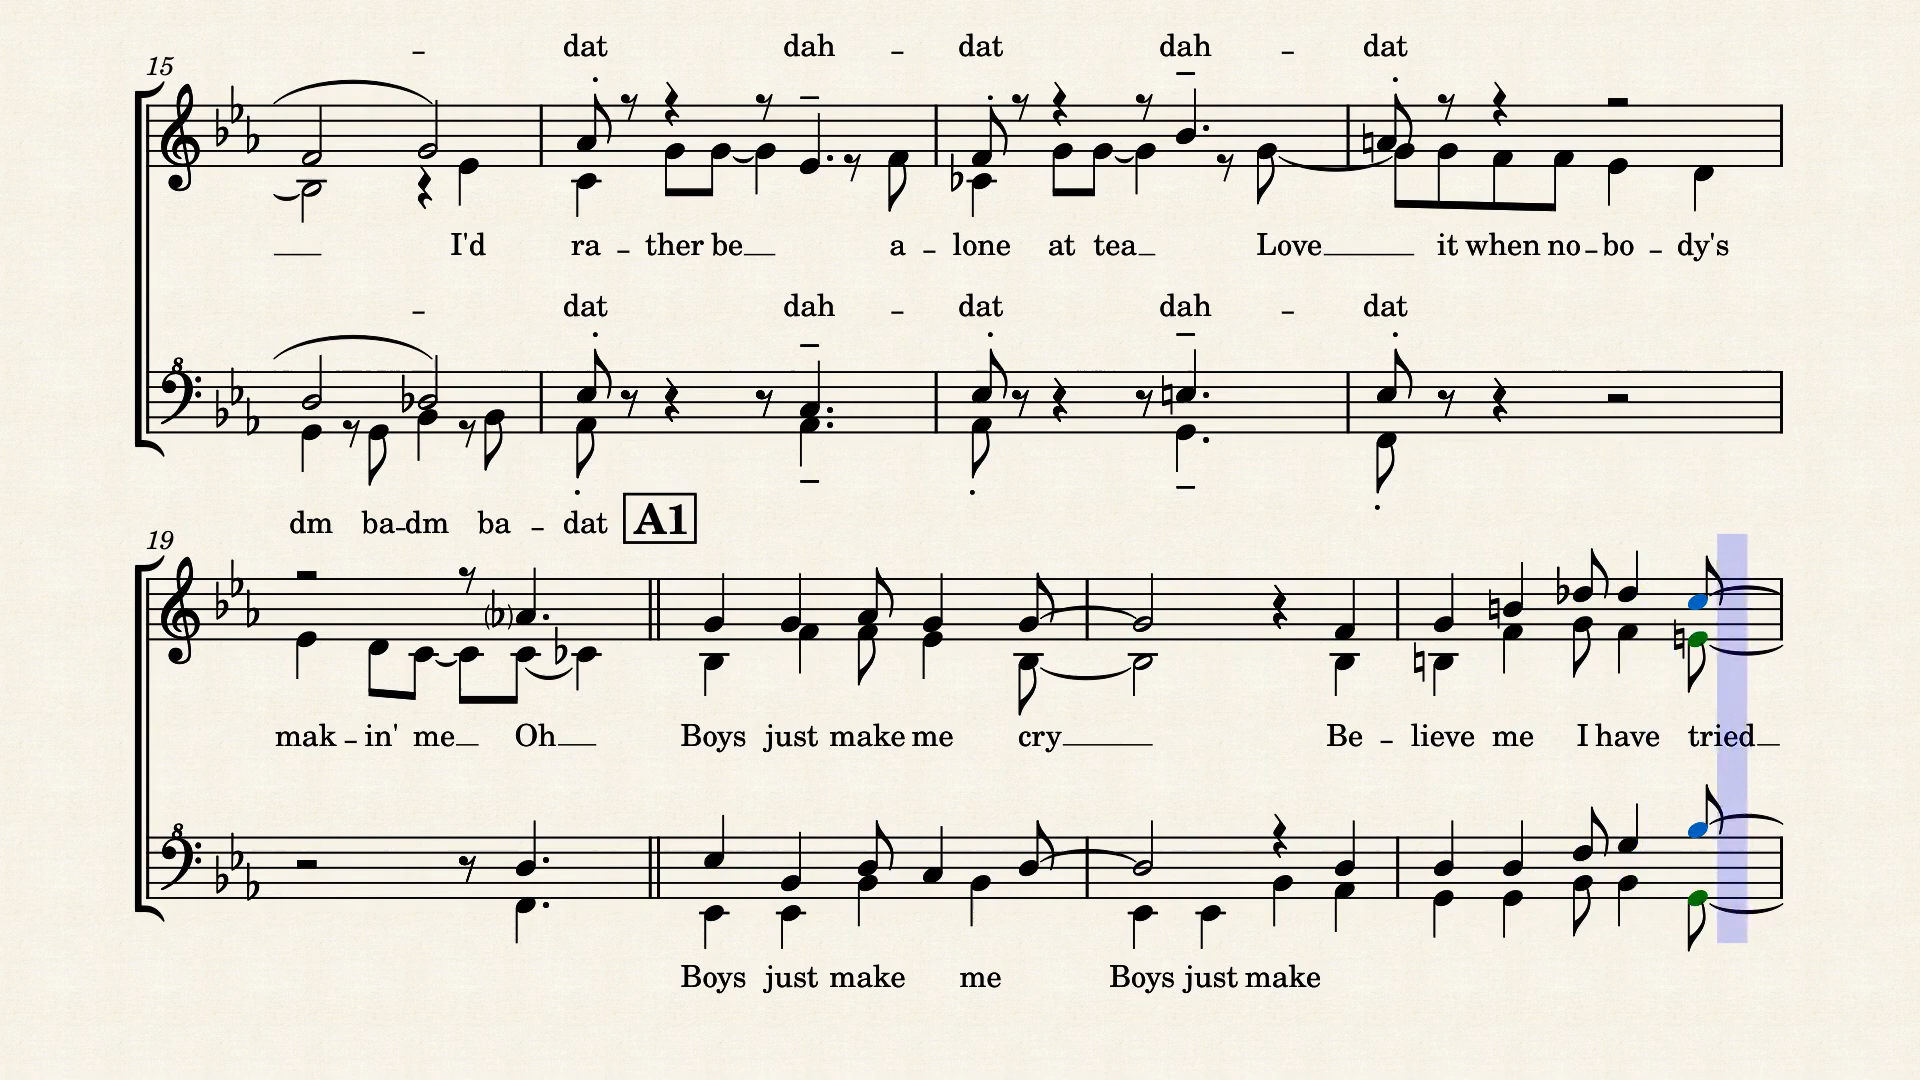 - dat dah - dat dah - dat
15
I'd ra - ther be a - lone at tea Love it when no - bo - dy's
- dat dah - dat dah - dat
8
dm ba - dm ba - dat A1
19
mak - in' me Oh Boys just make me cry Be - lieve me I have tried
8
Boys just make me Boys just make